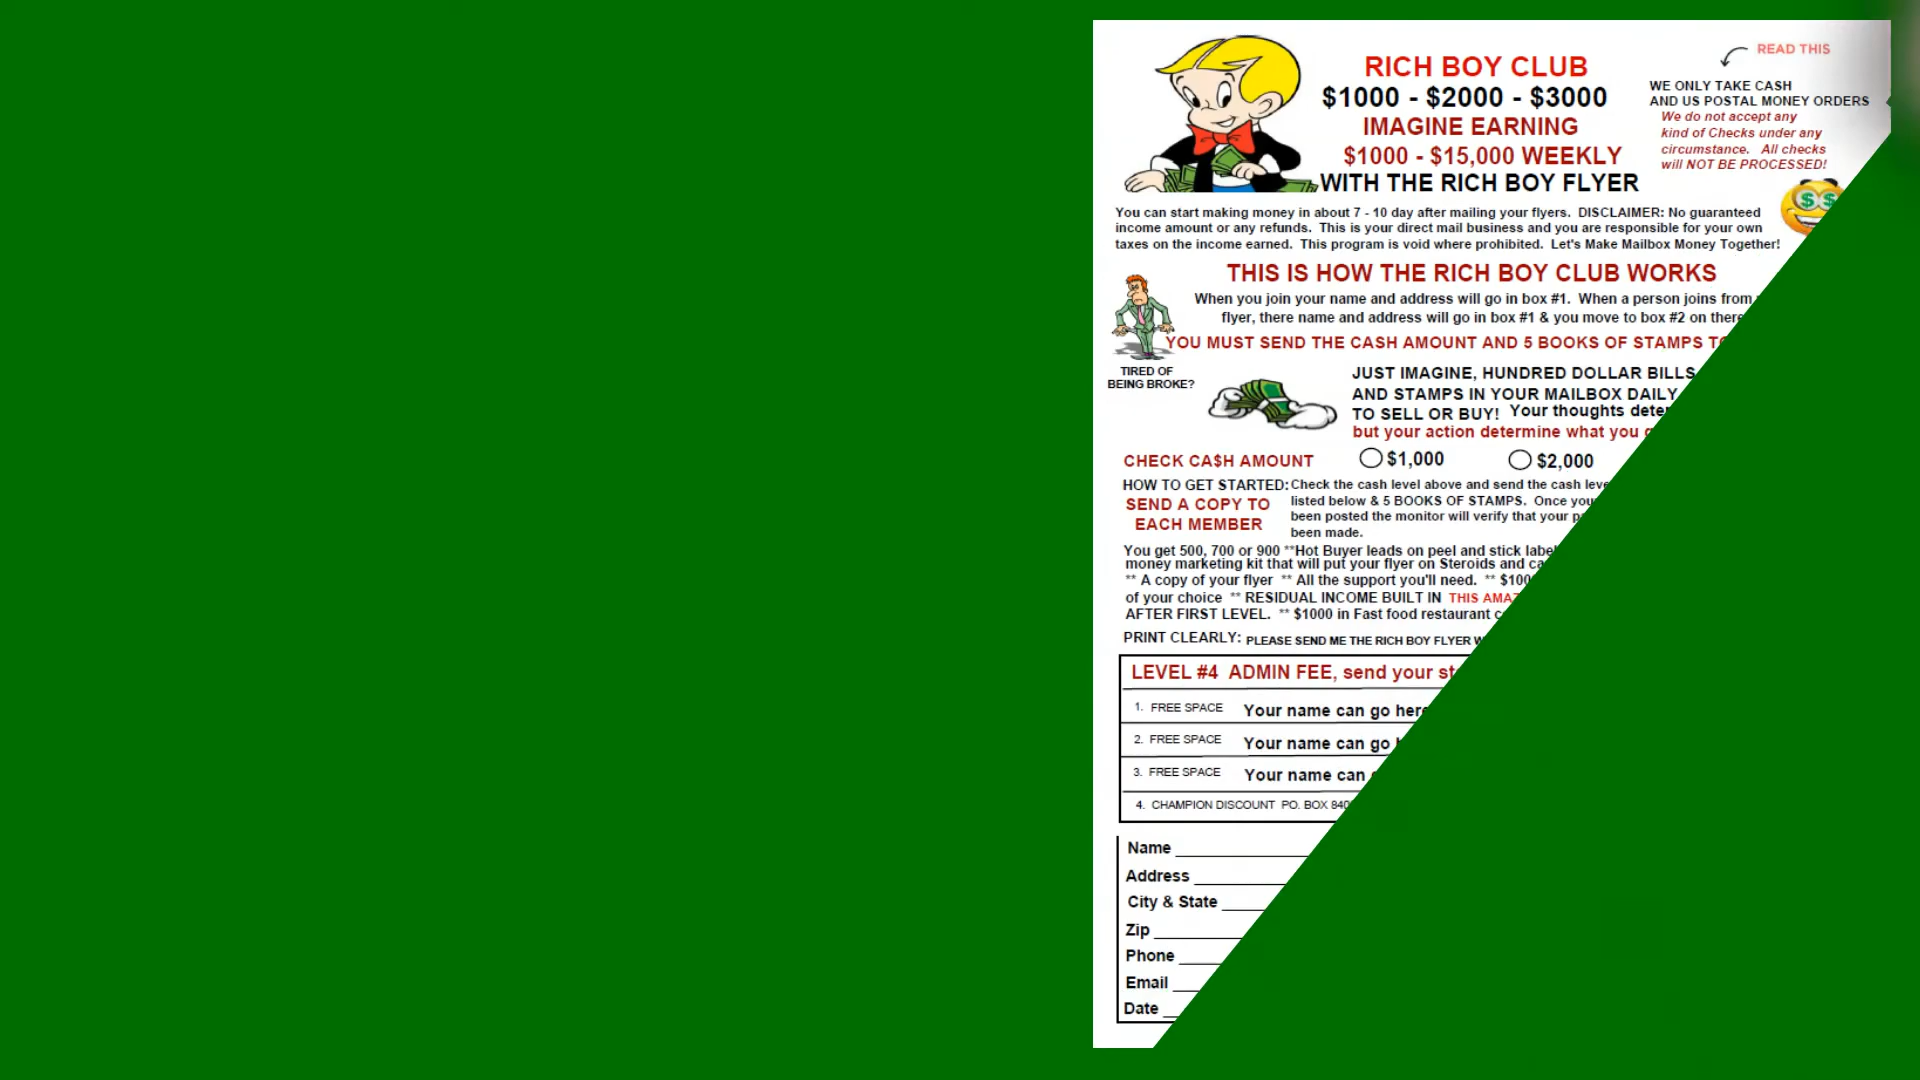 READ THIS
RICH BOY CLUB
$1000 - $2000 - $3000
IMAGINE EARNING
$1000 - $15,000 WEEKLY
WITH THE RICH BOY FLYER
WE ONLY TAKE CASH
AND US POSTAL MONEY ORDERS
We do not accept any
kind of Checks under any
circumstance. All checks
will NOT BE PROCESSED!
You can start making money in about 7 - 10 day after mailing your flyers. DISCLAIMER: No guaranteed
income amount or any refunds. This is your direct mail business and you are responsible for your own
taxes on the income earned. This program is void where prohibited. Let's Make Mailbox Money Together!
THIS IS HOW THE RICH BOY CLUB WORKS
When you join your name and address will go in box #1. When a person joins from
flyer, there name and address will go in box #1 & you move to box #2 on
YOU MUST SEND THE CASH AMOUNT AND 5 BOOKS OF STAMPS
TIRED OF
BEING BROKE?
JUST IMAGINE, HUNDRED DOLLAR BILLS
AND STAMPS IN YOUR MAILBOX DAILY
TO SELL OR BUY! Your thoughts
but your action determine what you
CHECK CA$H AMOUNT $1,000 $2,000
HOW TO GET STARTED: Check the cash level above and send the cash
SEND A COPY TO
EACH MEMBER
listed below & 5 BOOKS OF STAMPS. Once
been posted the monitor will verify that your
been made.
You get 500, 700 or 900 **Hot Buyer leads on peel and stick
money marketing kit that will put your flyer on Steroids and
** A copy of your flyer ** All the support you'll need. **
of your choice ** RESIDUAL INCOME BUILT IN THIS
AFTER FIRST LEVEL. ** $1000 in Fast food restaurant
PRINT CLEARLY: PLEASE SEND ME THE RICH BOY FLYER
LEVEL #4 ADMIN FEE, send your
1. FREE SPACE Your name can go here
2. FREE SPACE Your name can go
3. FREE SPACE Your name can
4. CHAMPION DISCOUNT PO. BOX
Name
Address
City & State
Zip
Phone
Email
Date